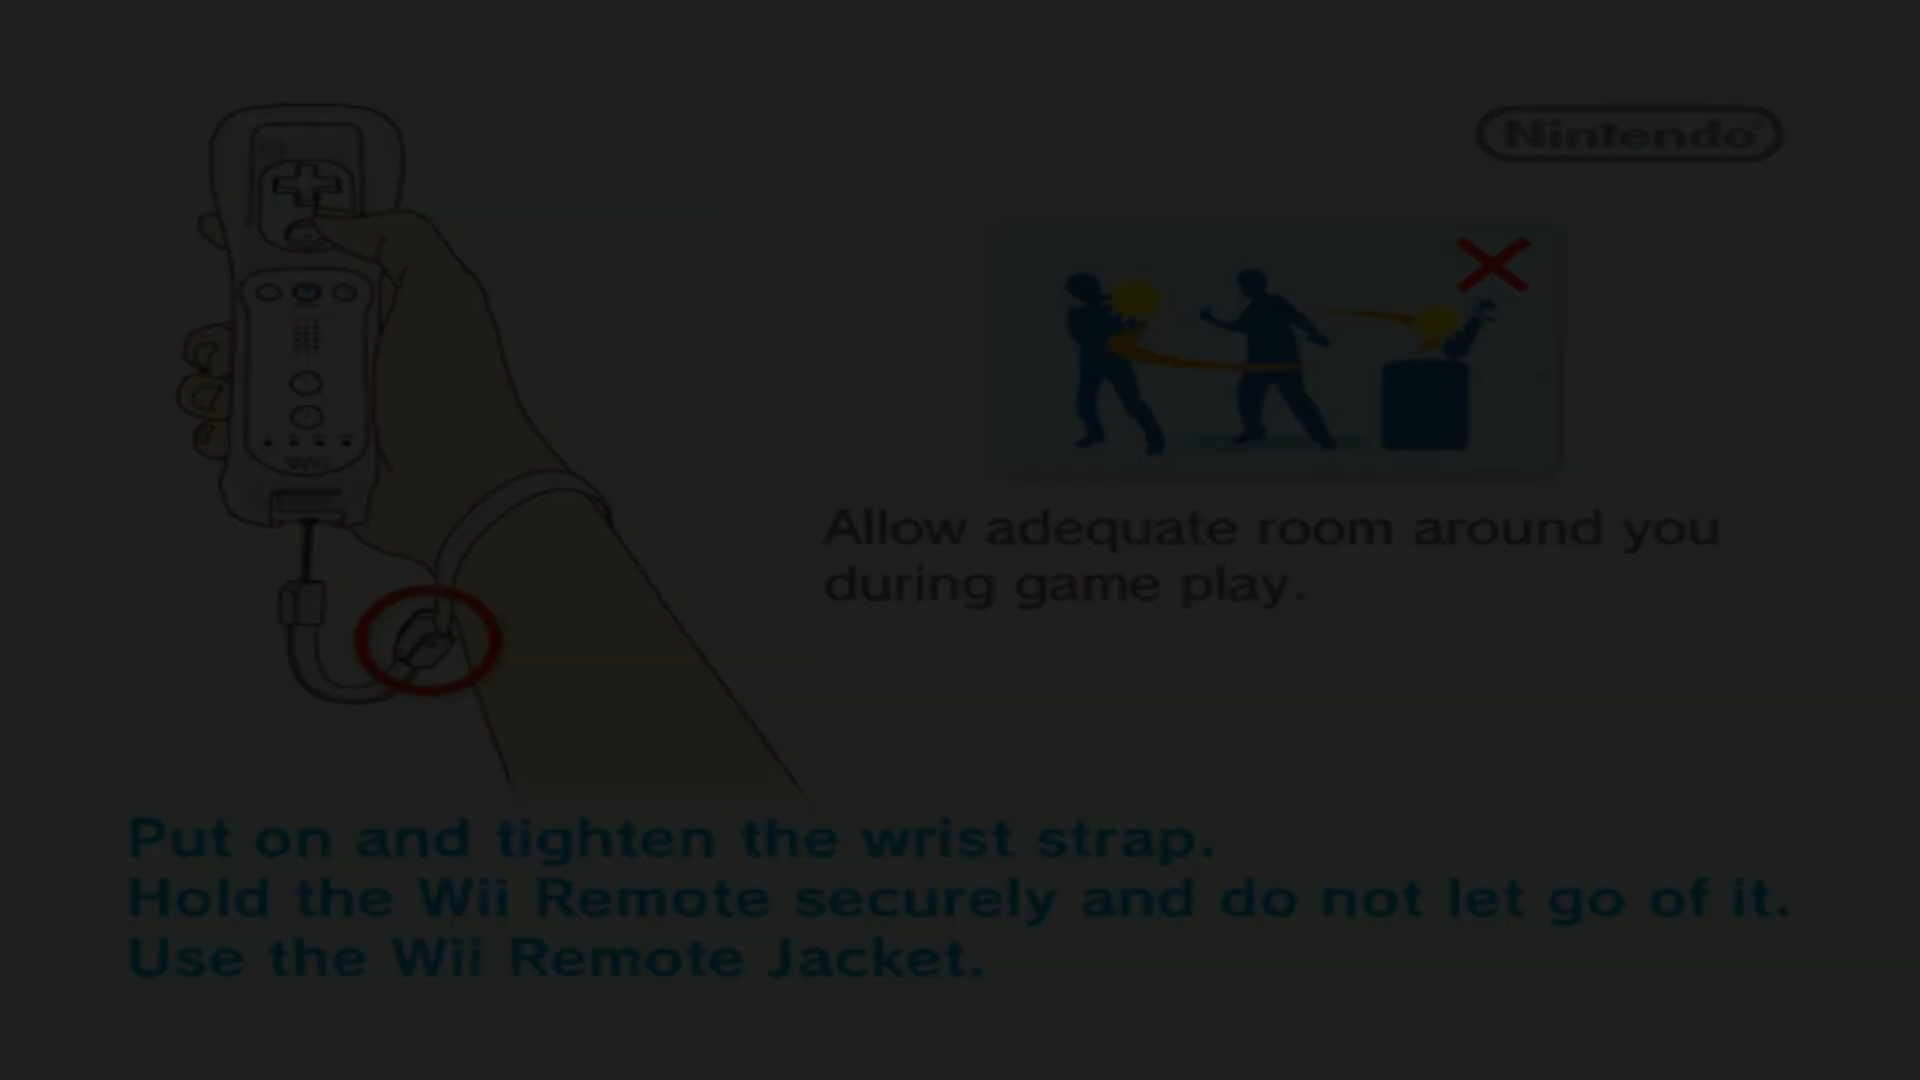 Nintendo®
Allow adequate room around you
during game play.
Wii
Put on and tighten the wrist strap.
Hold the Wii Remote securely and do not let go of it.
Use the Wii Remote Jacket.